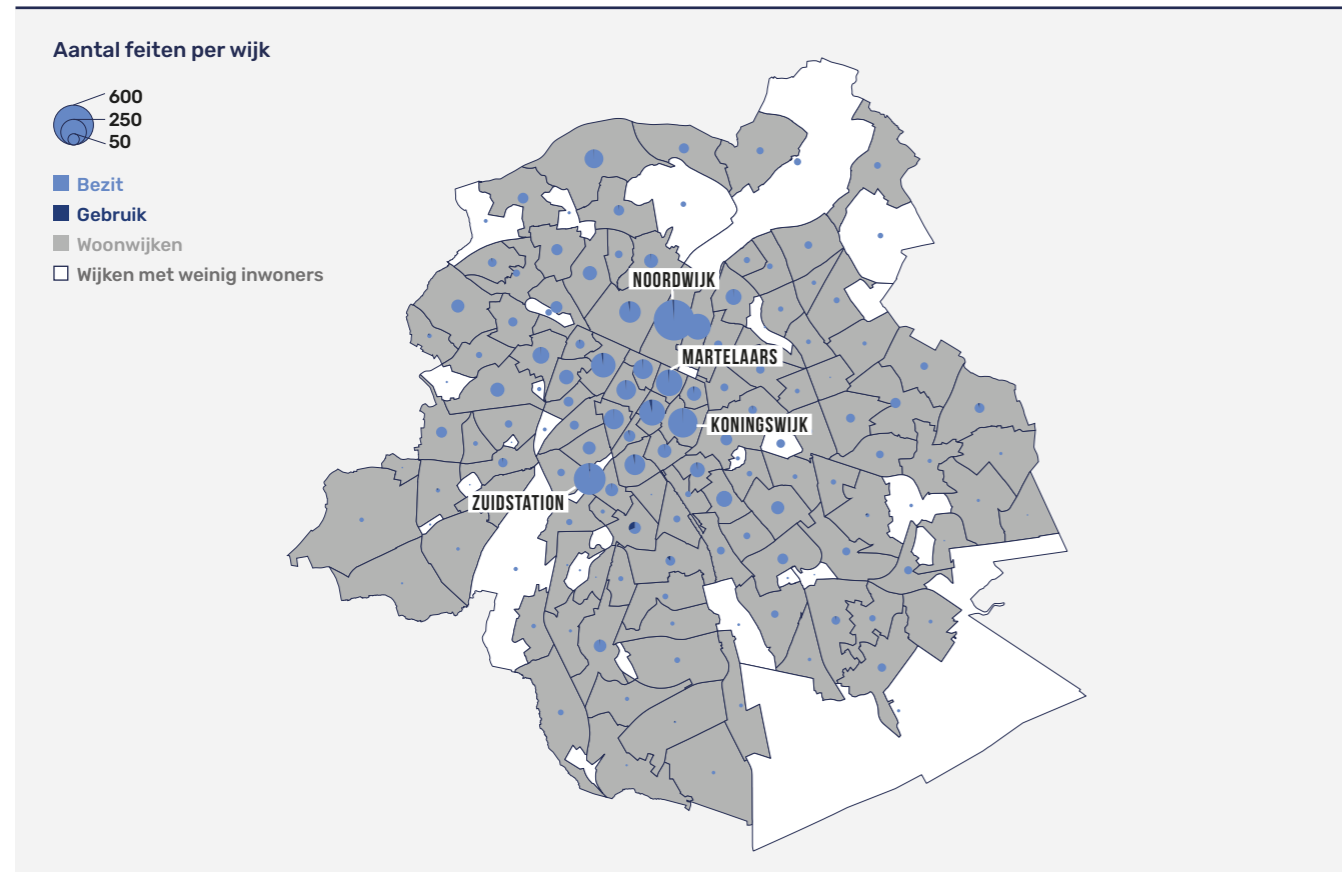 Aantal feiten per wijk
600
250
50
Bezit
Gebruik
Woonwijken
Wijken met weinig inwoners
NOORDWIJK
MARTELAARS
KONINGSWIJK
ZUIDSTATION